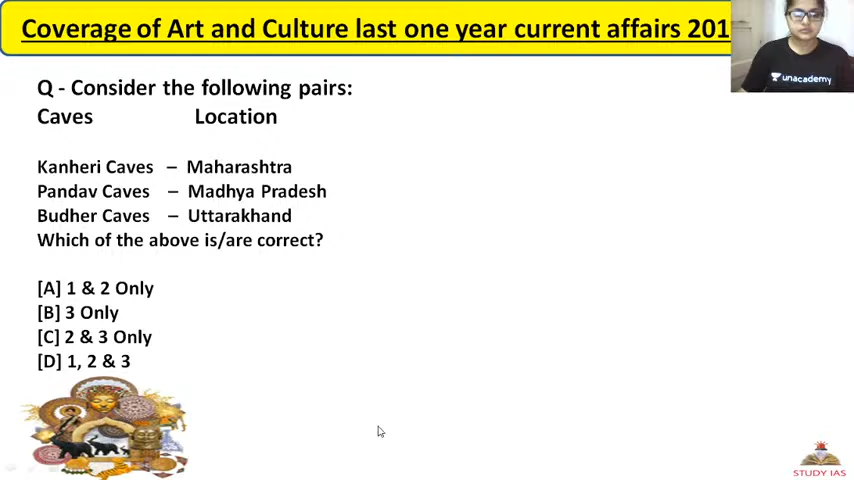 Coverage of Art and Culture last one year current affairs 201
Q - Consider the following pairs:
Caves Location
Kanheri Caves – Maharashtra
Pandav Caves – Madhya Pradesh
Budher Caves – Uttarakhand
Which of the above is/are correct?
[A] 1 & 2 Only
[B] 3 Only
[C] 2 & 3 Only
[D] 1, 2 & 3
unacademy
STUDY IAS